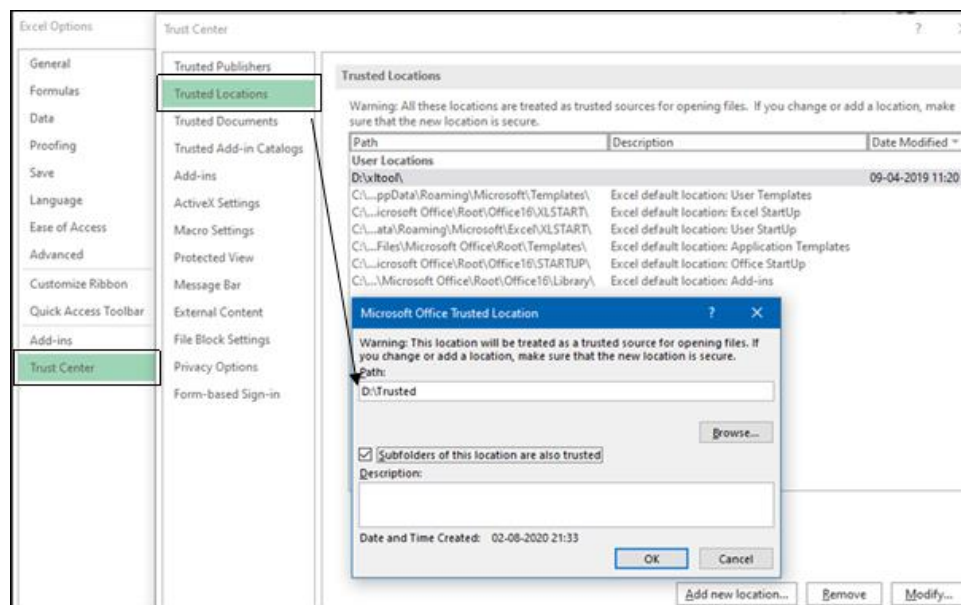 Excel Options
General
Formulas
Data
Proofing
Save
Language
Ease of Access
Advanced
Customize Ribbon
Quick Access Toolbar
Add-ins
Trust Center
Trust Center
?
Trusted Publishers
Trusted Locations
Trusted Documents
Trusted Add-in Catalogs
Add-ins
ActiveX Settings
Macro Settings
Protected View
Message Bar
External Content
File Block Settings
Privacy Options
Form-based Sign-in
Trusted Locations
Warning: All these locations are treated as trusted sources for opening files. If you change or add a location, make
sure that the new location is secure.
Path Description Date Modified
User Locations
D:\xltool\ 09-04-2019 11:20
C:\...ppData\Roaming\Microsoft\Templates\ Excel default location: User Templates
C:\...icrosoft Office\Root\Office16\XLSTART\ Excel default location: Excel StartUp
C:\...ata\Roaming\Microsoft\Excel\XLSTART\ Excel default location: User StartUp
C:\...Files\Microsoft Office\Root\Templates\ Excel default location: Application Templates
C:\...icrosoft Office\Root\Office16\STARTUP\ Excel default location: Office StartUp
C:\...\Microsoft Office\Root\Office16\Library\ Excel default location: Add-ins
Microsoft Office Trusted Location ? ×
Warning: This location will be treated as a trusted source for opening files. If
you change or add a location, make sure that the new location is secure.
Path:
D:\Trusted
Browse...
Subfolders of this location are also trusted
Description:
Date and Time Created: 02-08-2020 21:33
OK Cancel
Add new location... Remove Modify...